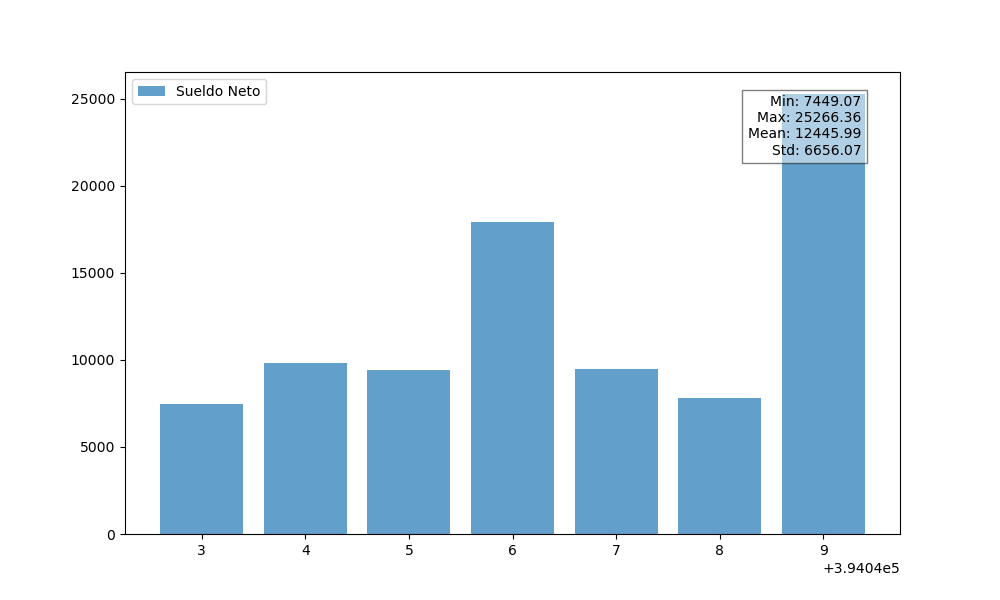 Sueldo Neto
Min: 7449.07
Max: 25266.36
Mean: 12445.99
Std: 6656.07
25000
20000
15000
10000
5000
0
3 4 5 6 7 8 9
+3.9404e5